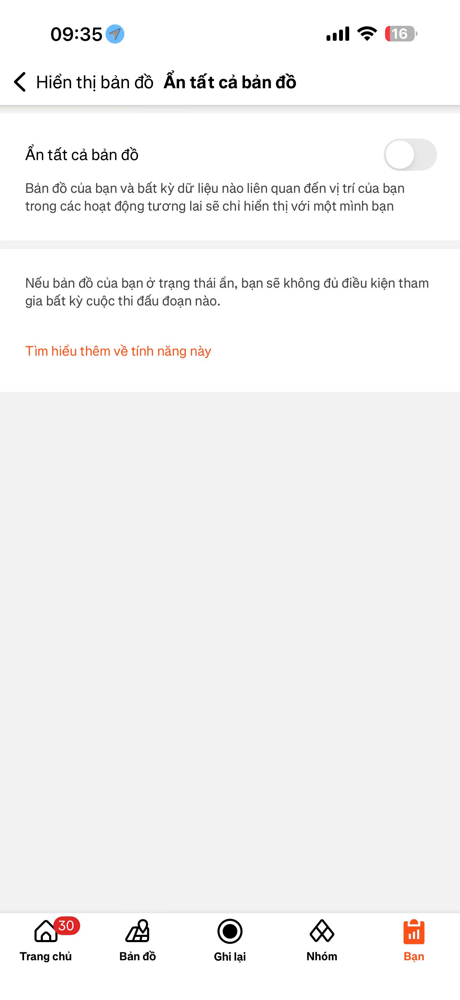 09:35
16
Hiển thị bản đồ Ẩn tất cả bản đồ
Ẩn tất cả bản đồ
Bản đồ của bạn và bất kỳ dữ liệu nào liên quan đến vị trí của bạn
trong các hoạt động tương lai sẽ chỉ hiển thị với một mình bạn
Nếu bản đồ của bạn ở trạng thái ẩn, bạn sẽ không đủ điều kiện tham
gia bất kỳ cuộc thi đấu đoạn nào.
Tìm hiểu thêm về tính năng này
30
Trang chủ
Bản đồ
Ghi lại
Nhóm
Bạn